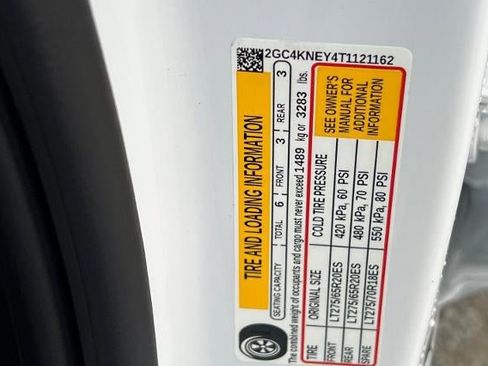 2GC4KNEY4T1121162
TIRE AND LOADING INFORMATION
SEATING CAPACITY TOTAL 6 FRONT 3 REAR 3
The combined weight of occupants and cargo must never exceed 1489 kg or 3283 lbs.
TIRE ORIGINAL SIZE COLD TIRE PRESSURE
FRONT LT275/65R20ES 420 kPa, 60 PSI
REAR LT275/65R20ES 480 kPa, 70 PSI
SPARE LT275/70R18ES 550 kPa, 80 PSI
SEE OWNER'S
MANUAL FOR
ADDITIONAL
INFORMATION